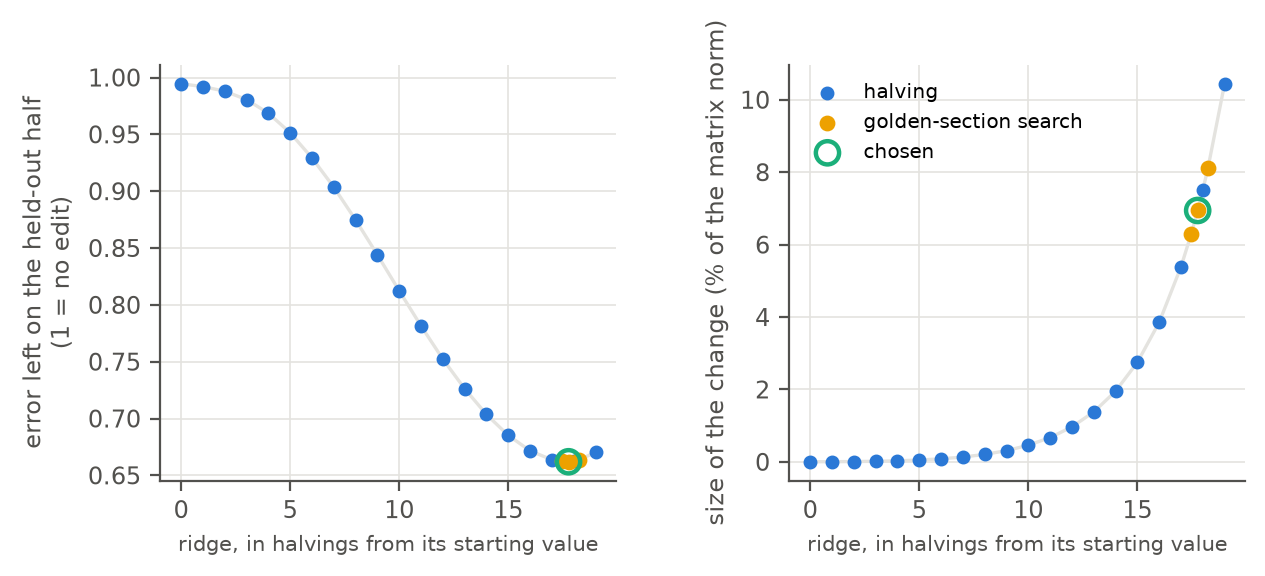 error left on the held-out half
(1 = no edit)
1.00
0.95
0.90
0.85
0.80
0.75
0.70
0.65
0 5 10 15
ridge, in halvings from its starting value
size of the change (% of the matrix norm)
10
8
6
4
2
0
halving
golden-section search
chosen
0 5 10 15
ridge, in halvings from its starting value